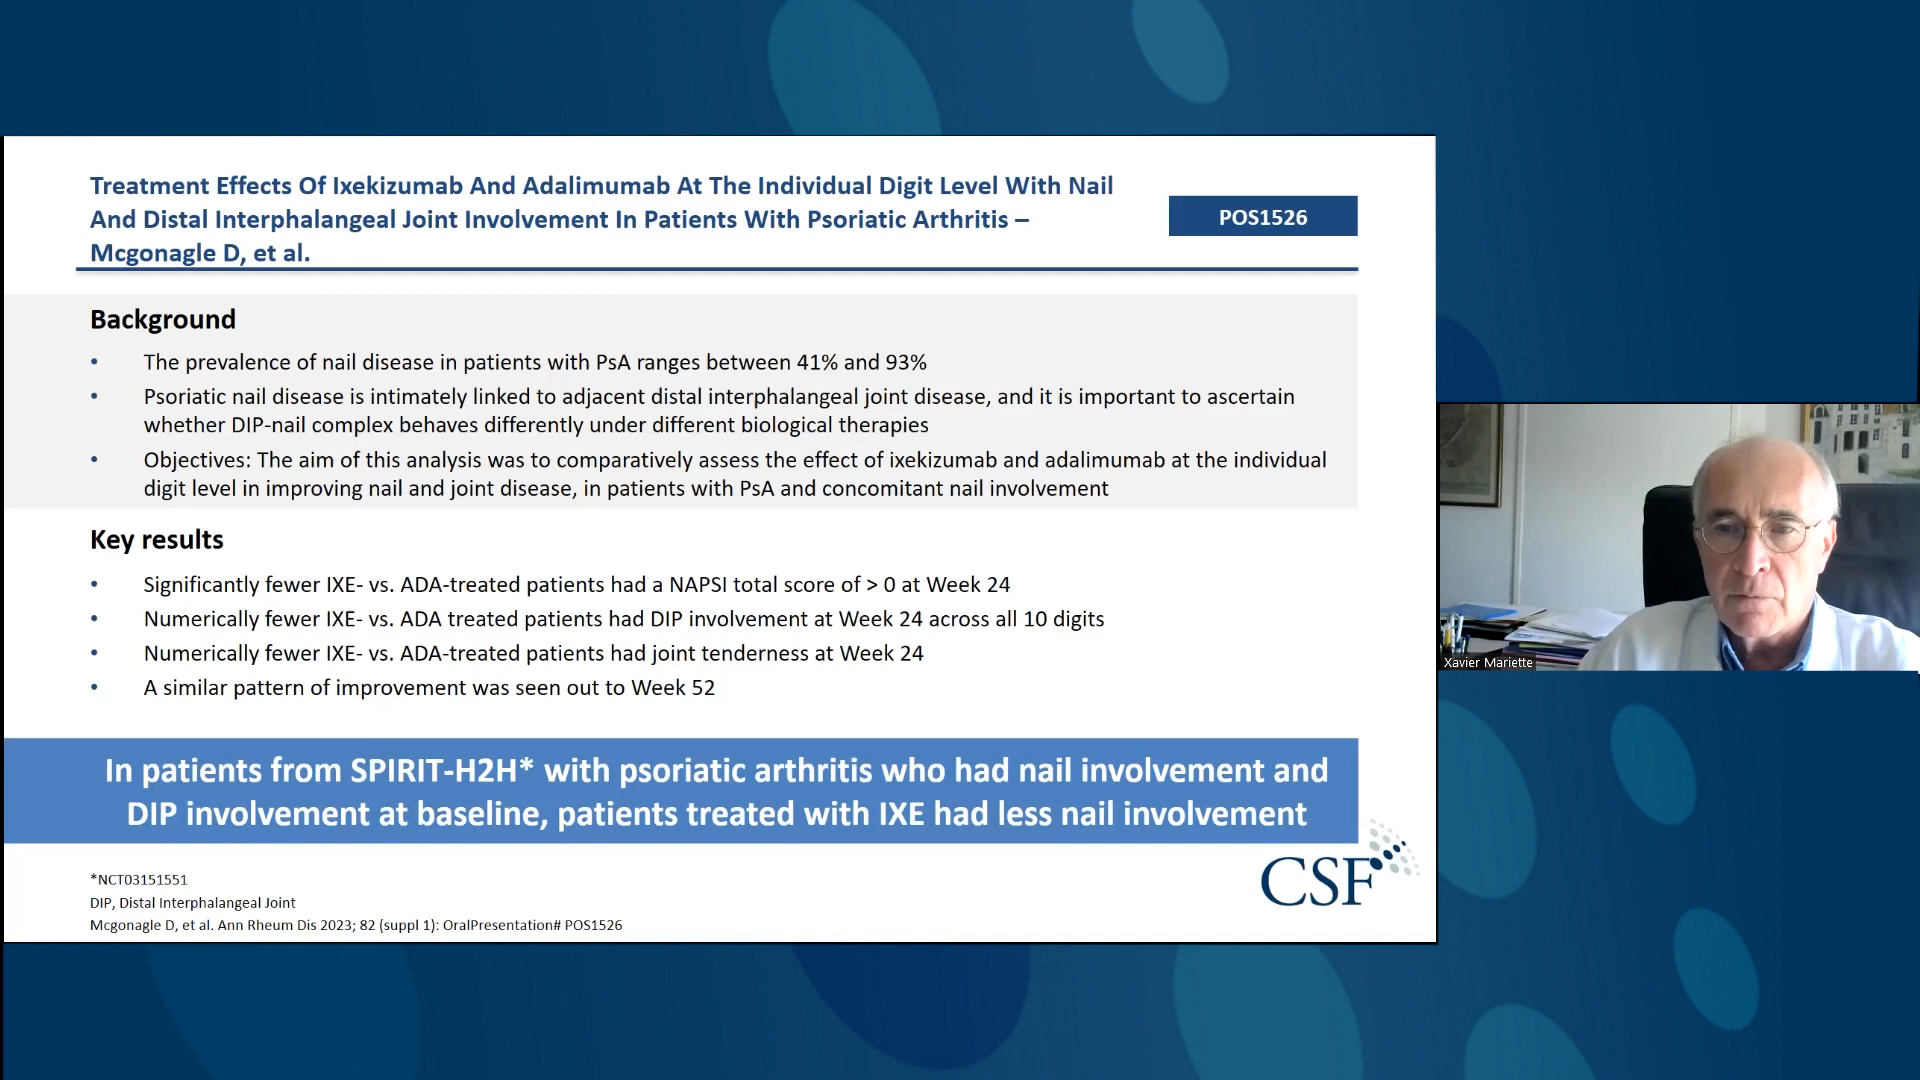 Treatment Effects Of Ixekizumab And Adalimumab At The Individual Digit Level With Nail
And Distal Interphalangeal Joint Involvement In Patients With Psoriatic Arthritis –
Mcgonagle D, et al.
POS1526
Background
• The prevalence of nail disease in patients with PsA ranges between 41% and 93%
• Psoriatic nail disease is intimately linked to adjacent distal interphalangeal joint disease, and it is important to ascertain
whether DIP-nail complex behaves differently under different biological therapies
• Objectives: The aim of this analysis was to comparatively assess the effect of ixekizumab and adalimumab at the individual
digit level in improving nail and joint disease, in patients with PsA and concomitant nail involvement
Key results
• Significantly fewer IXE- vs. ADA-treated patients had a NAPSI total score of > 0 at Week 24
• Numerically fewer IXE- vs. ADA treated patients had DIP involvement at Week 24 across all 10 digits
• Numerically fewer IXE- vs. ADA-treated patients had joint tenderness at Week 24
• A similar pattern of improvement was seen out to Week 52
In patients from SPIRIT-H2H* with psoriatic arthritis who had nail involvement and
DIP involvement at baseline, patients treated with IXE had less nail involvement
*NCT03151551
DIP, Distal Interphalangeal Joint
Mcgonagle D, et al. Ann Rheum Dis 2023; 82 (suppl 1): OralPresentation# POS1526
CSF
Xavier Mariette